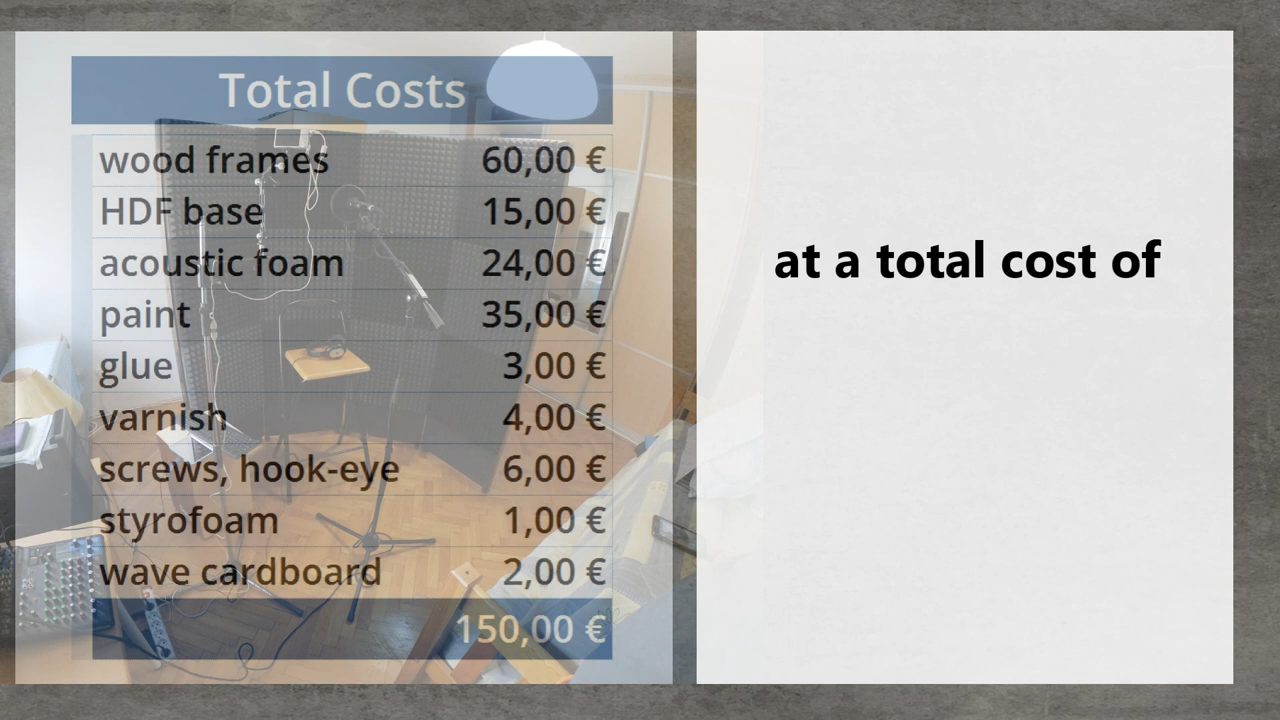 Total Costs
wood frames 60,00 €
HDF base 15,00 €
acoustic foam 24,00 €
paint 35,00 €
glue 3,00 €
varnish 4,00 €
screws, hook-eye 6,00 €
styrofoam 1,00 €
wave cardboard 2,00 €
150,00 €
at a total cost of